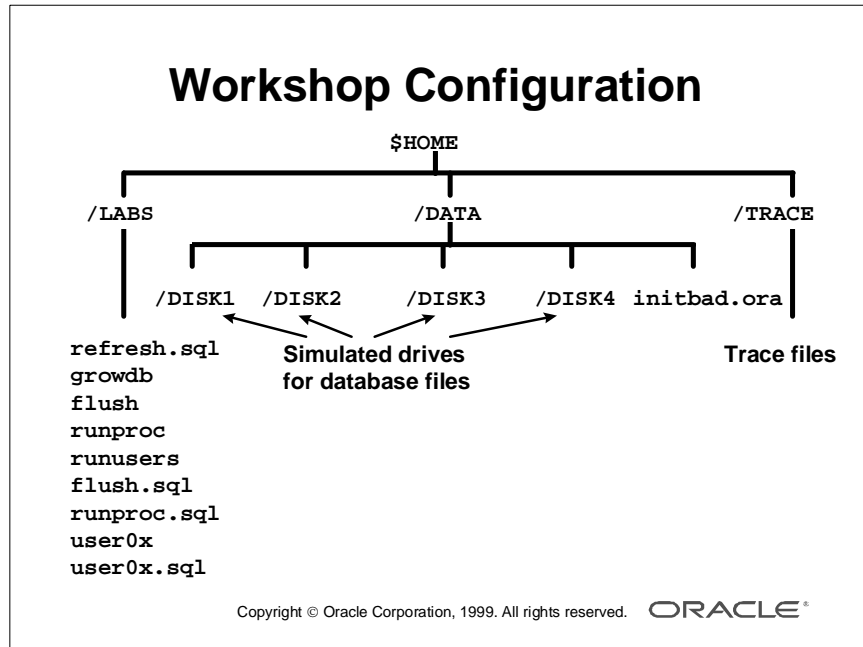 Workshop Configuration
$HOME
/LABS /DATA /TRACE
/DISK1 /DISK2 /DISK3 /DISK4 initbad.ora
Simulated drives
for database files
Trace files
refresh.sql
growdb
flush
runproc
runusers
flush.sql
runproc.sql
user0x
user0x.sql
Copyright © Oracle Corporation, 1999. All rights reserved. ORACLE®